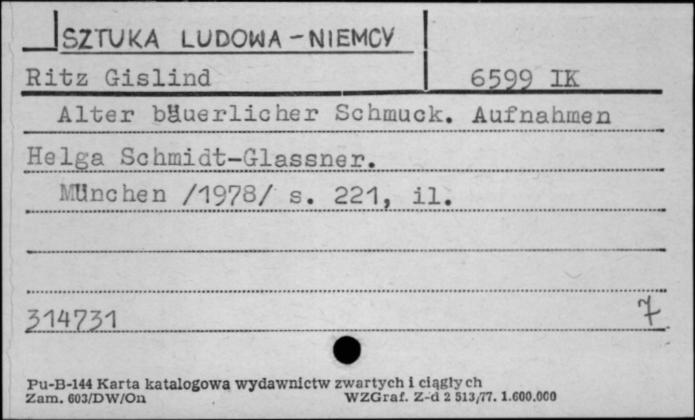 SZTUKA LUDOWA - NIEMCY
Ritz Gislind 6599 IK
Alter bäuerlicher Schmuck. Aufnahmen
Helga Schmidt-Glassner.
München /1978/ s. 221, il.
314731 7
Pu-B-144 Karta katalogowa wydawnictw zwartych i ciągłych
Zam. 603/DW/On WZGraf. Z-d 2 513/77. 1.600.000